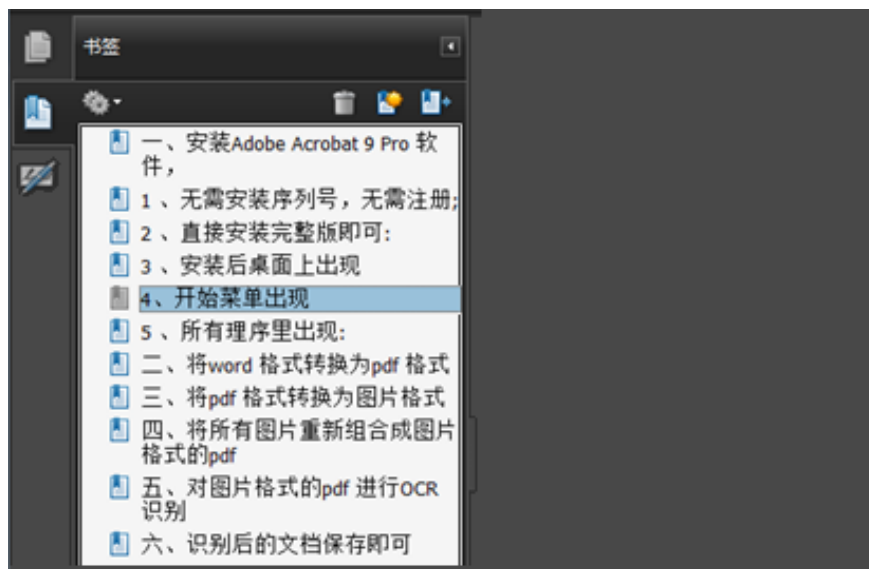 书签
一、安装Adobe Acrobat 9 Pro 软
件，
1 、无需安装序列号，无需注册;
2 、直接安装完整版即可:
3 、安装后桌面上出现
4、开始菜单出现
5 、所有理序里出现:
二、将word 格式转换为pdf 格式
三、将pdf 格式转换为图片格式
四、将所有图片重新组合成图片
格式的pdf
五、对图片格式的pdf 进行OCR
识别
六、识别后的文档保存即可